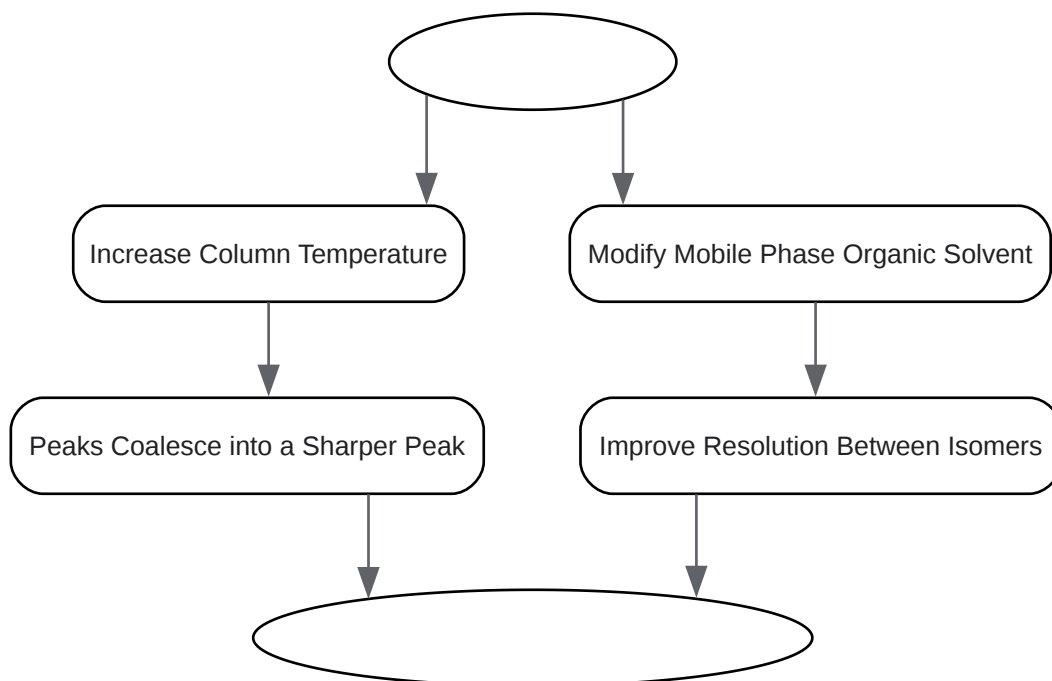 Increase Column Temperature
Modify Mobile Phase Organic Solvent
Peaks Coalesce into a Sharper Peak
Improve Resolution Between Isomers